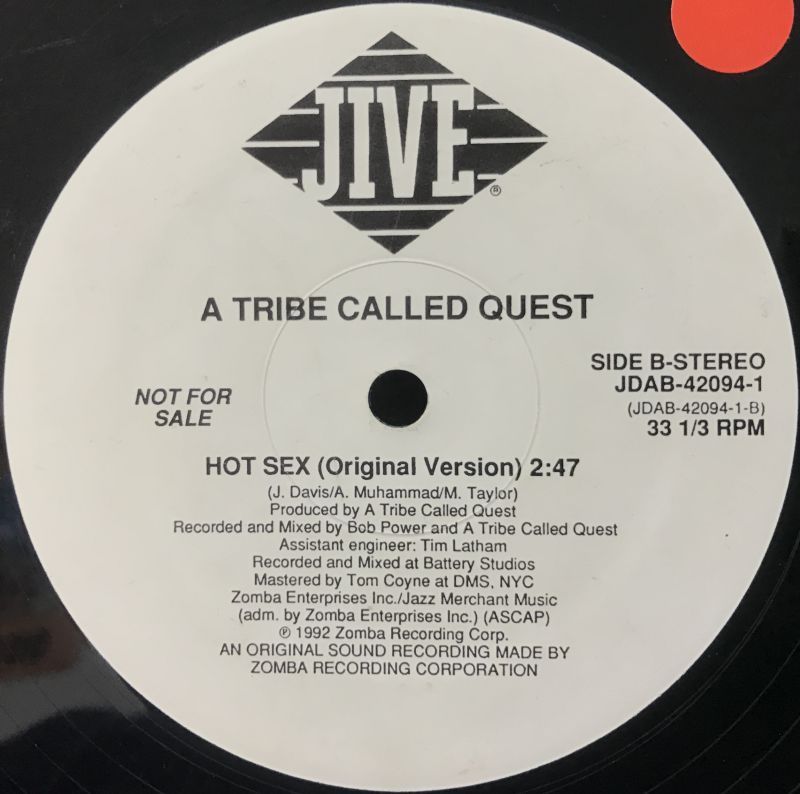 JIVE®
A TRIBE CALLED QUEST
SIDE B-STEREO
JDAB-42094-1
(JDAB-42094-1-B)
33 1/3 RPM
NOT FOR
SALE
HOT SEX (Original Version) 2:47
(J. Davis/A. Muhammad/M. Taylor)
Produced by A Tribe Called Quest
Recorded and Mixed by Bob Power and A Tribe Called Quest
Assistant engineer: Tim Latham
Recorded and Mixed at Battery Studios
Mastered by Tom Coyne at DMS, NYC
Zomba Enterprises Inc./Jazz Merchant Music
(adm. by Zomba Enterprises Inc.) (ASCAP)
℗ 1992 Zomba Recording Corp.
AN ORIGINAL SOUND RECORDING MADE BY
ZOMBA RECORDING CORPORATION